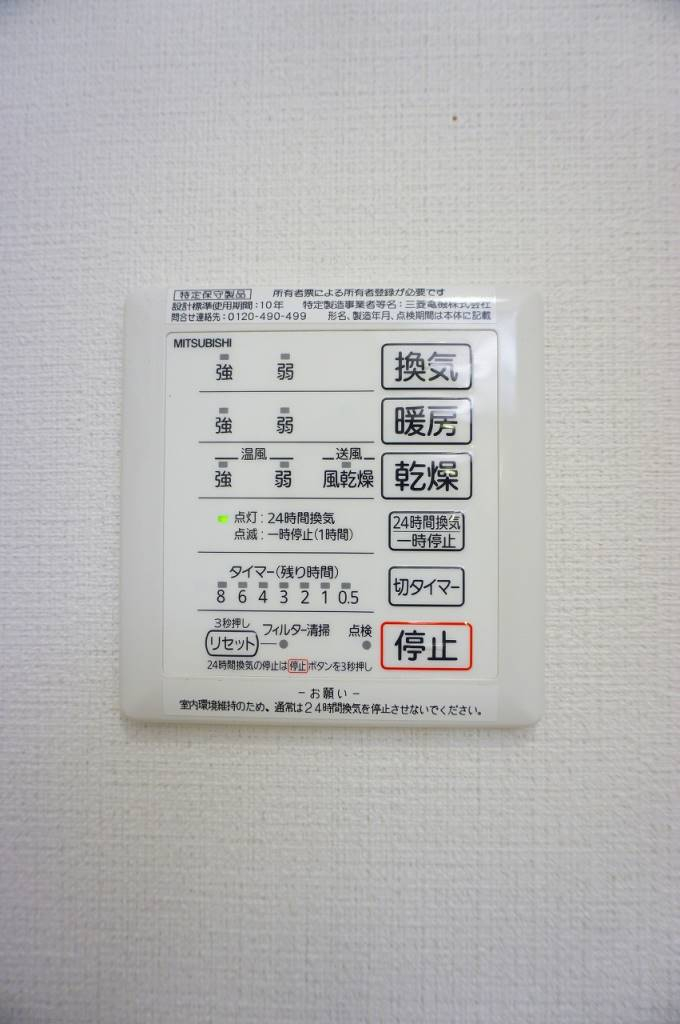 特定保守製品 所有者票による所有者登録が必要です
設計標準使用期間:10年 特定製造事業者等名:三菱電機株式会社
問合せ連絡先:0120-490-499 形名、製造年月、点検期間は本体に記載
MITSUBISHI
強 弱 換気
強 弱 暖房
温風 送風
強 弱 風乾燥 乾燥
点灯:24時間換気
点滅:一時停止(1時間)
24時間換気
一時停止
タイマー(残り時間)
8 6 4 3 2 1 0.5
切タイマー
3秒押し
リセット フィルター清掃 点検
停止
24時間換気の停止は停止ボタンを3秒押し
-お願い-
室内環境維持のため、通常は24時間換気を停止させないでください。